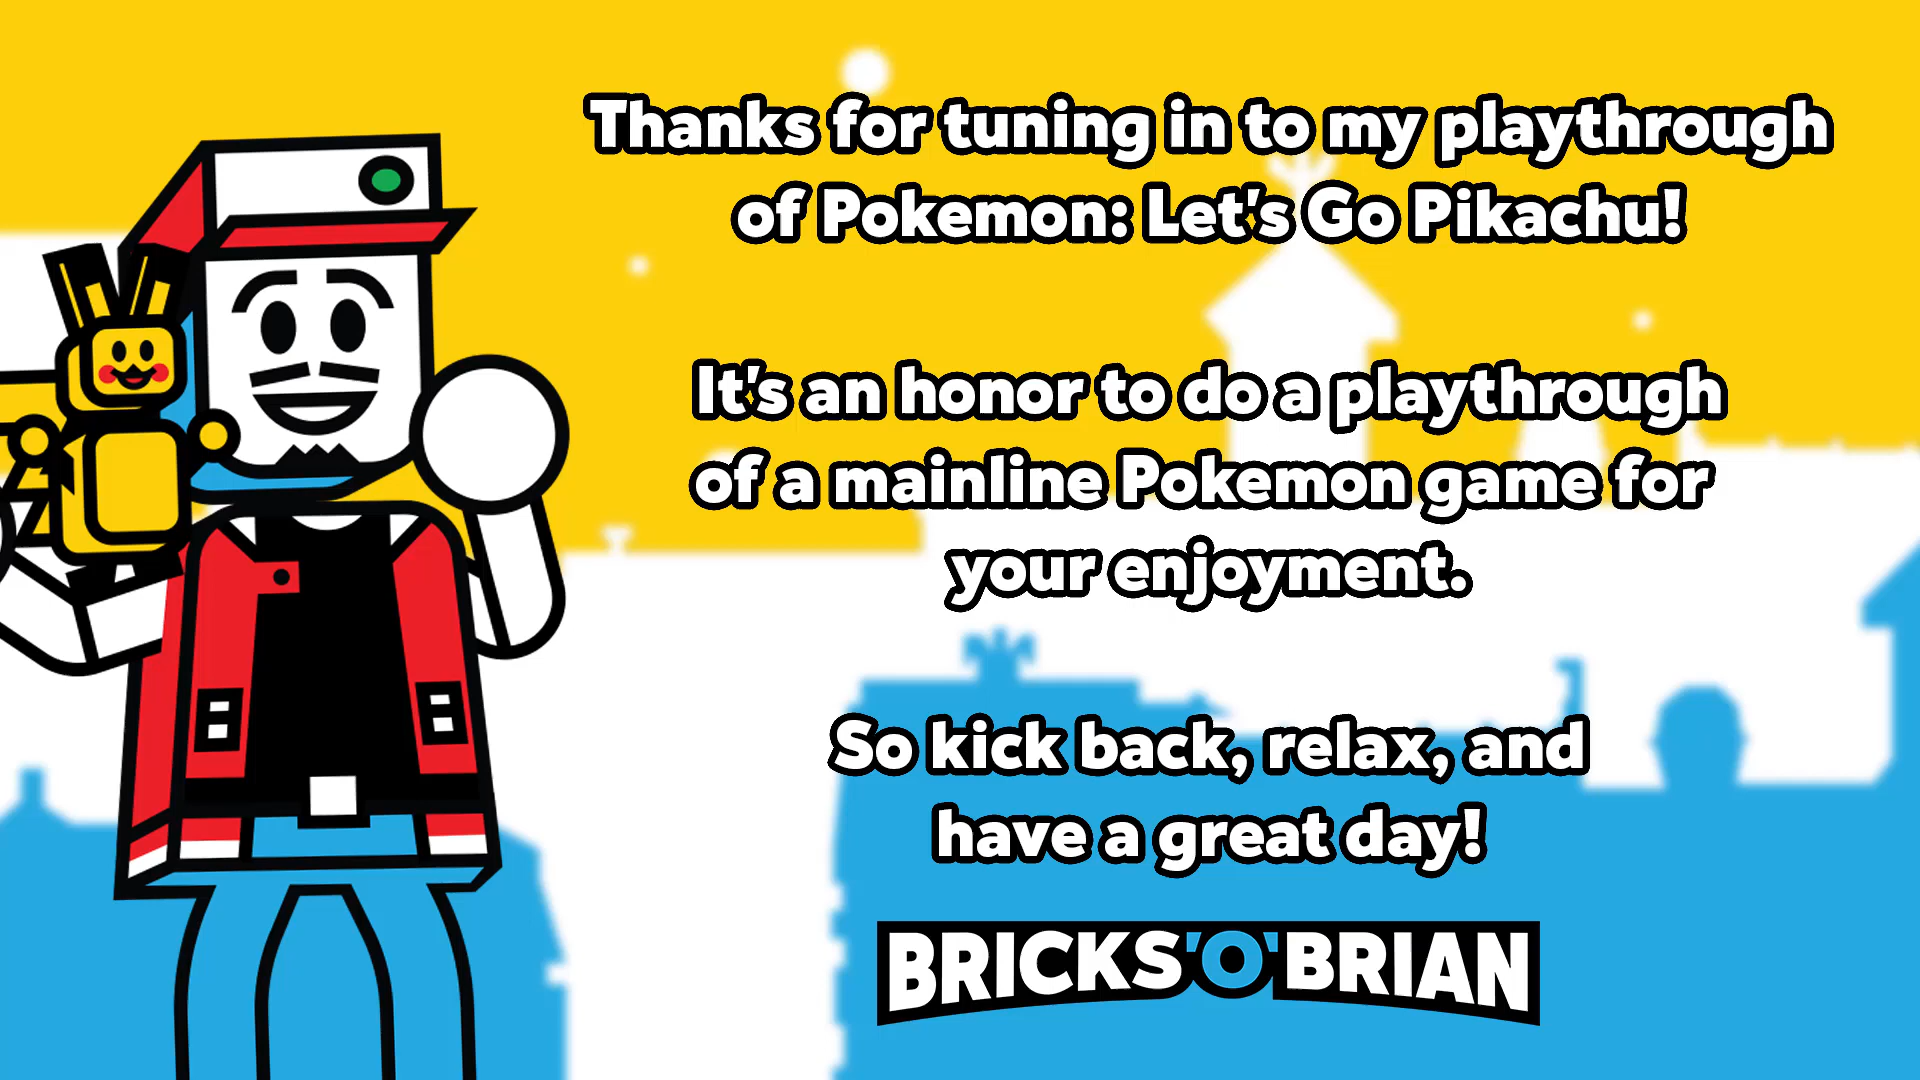 Thanks for tuning in to my playthrough
of Pokemon: Let's Go Pikachu!
It's an honor to do a playthrough
of a mainline Pokemon game for
your enjoyment.
So kick back, relax, and
have a great day!
BRICKS'O'BRIAN